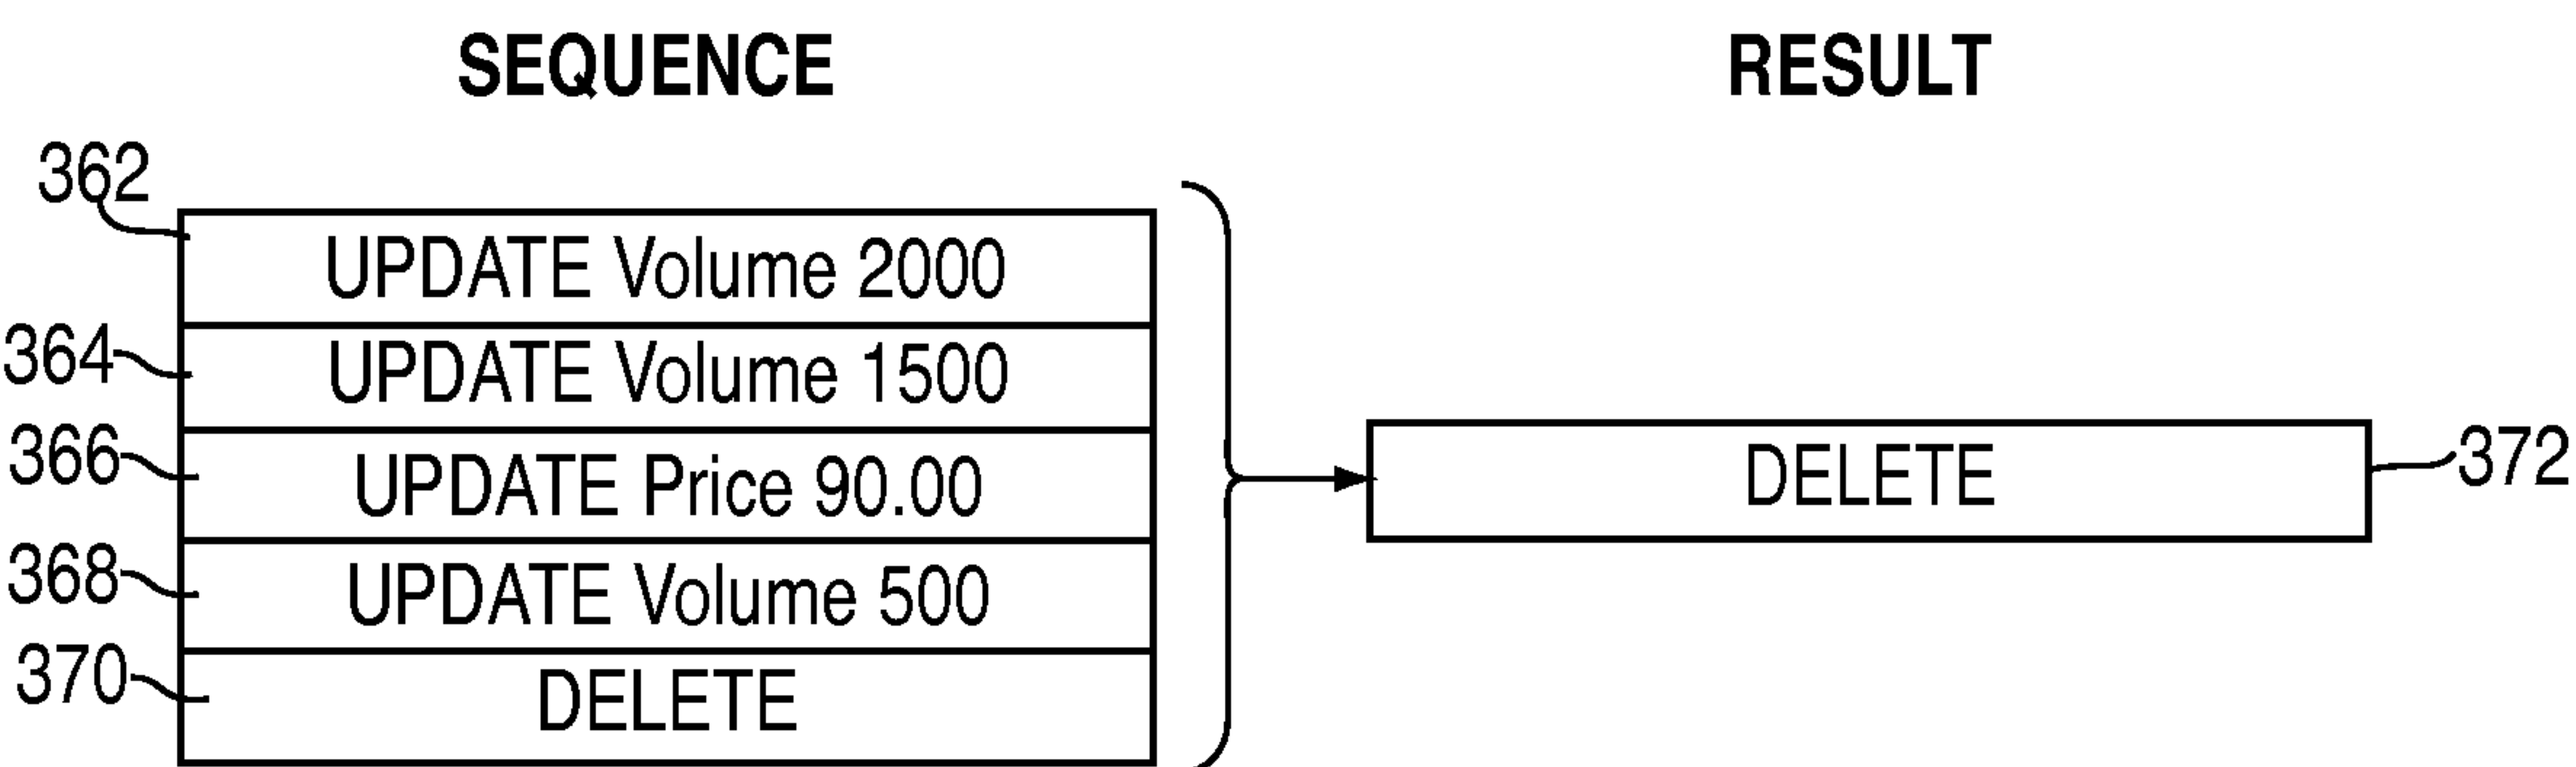 SEQUENCE RESULT
362
UPDATE Volume 2000
364 UPDATE Volume 1500
366 UPDATE Price 90.00
DELETE 372
368 UPDATE Volume 500
370 DELETE